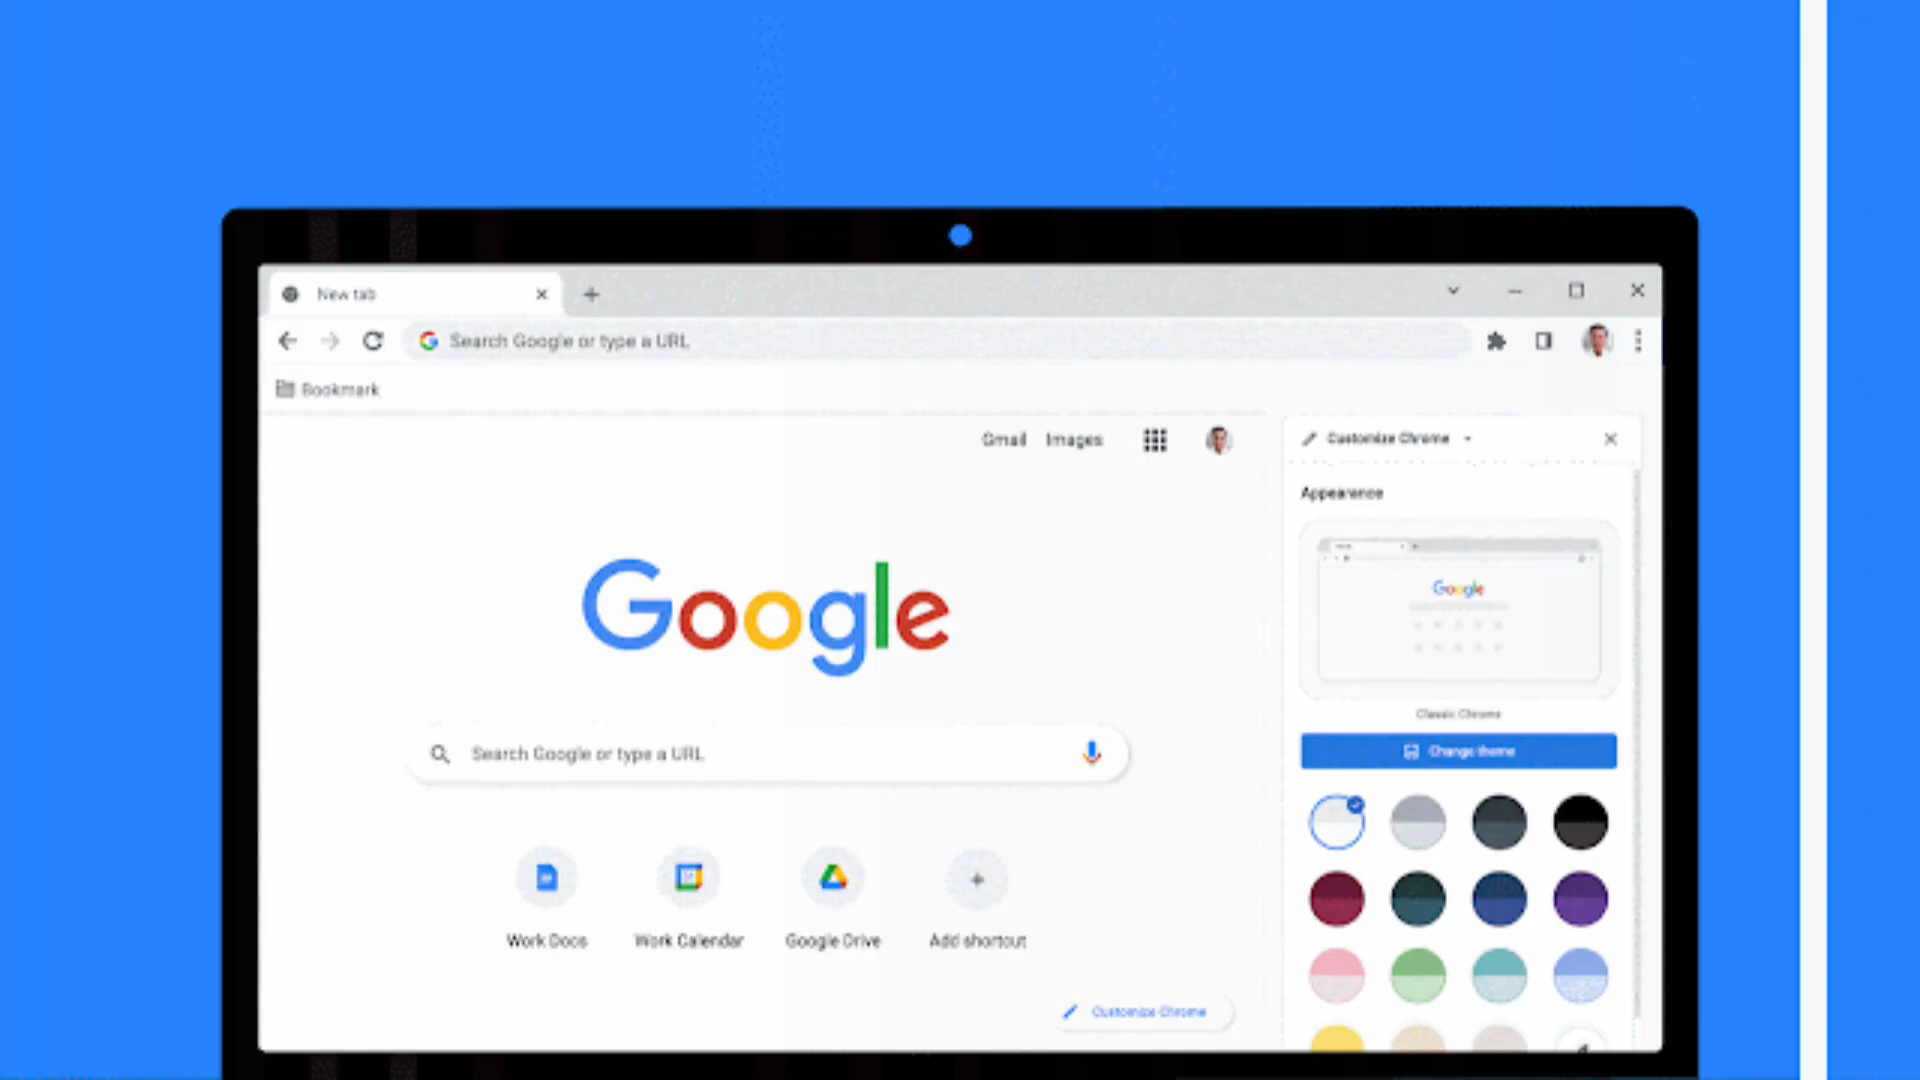 New tab
Search Google or type a URL
Bookmark
Gmail Images
Customize Chrome
Appearence
Google
Google
Classic Chrome
Search Google or type a URL
Change theme
Work Docs Work Calendar Google Drive Add shortcut
Customize Chrome